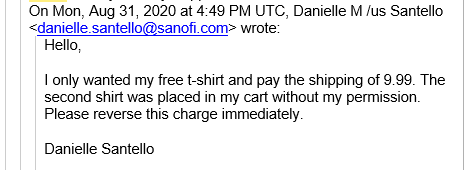 On Mon, Aug 31, 2020 at 4:49 PM UTC, Danielle M /us Santello
<danielle.santello@sanofi.com> wrote:
Hello,
I only wanted my free t-shirt and pay the shipping of 9.99. The
second shirt was placed in my cart without my permission.
Please reverse this charge immediately.
Danielle Santello